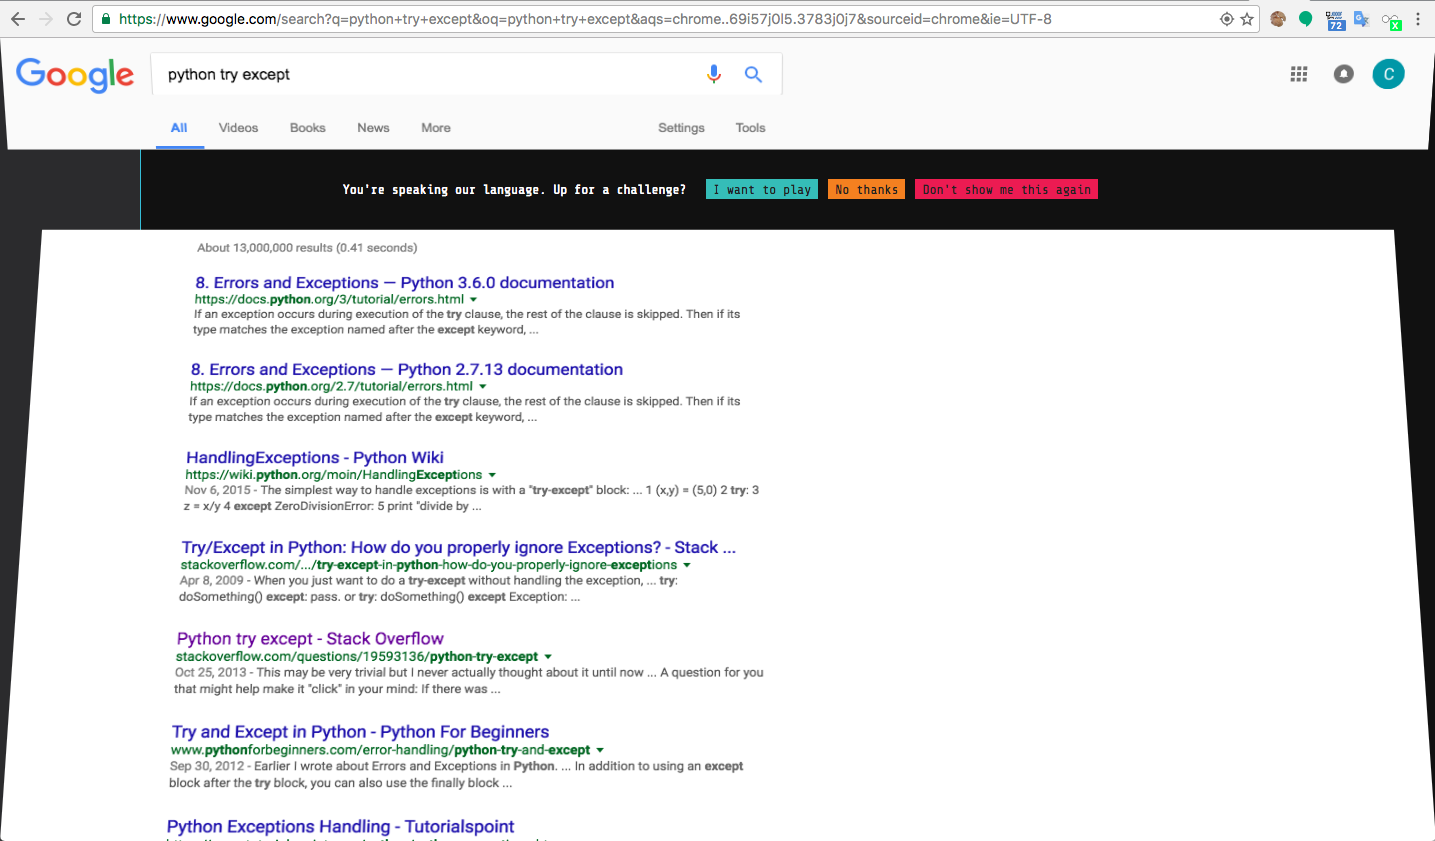 https://www.google.com/search?q=python+try+except&oq=python+try+except&aqs=chrome..69i57j0l5.3783j0j7&sourceid=chrome&ie=UTF-8
72
X
Google
python try except
C
All Videos Books News More Settings Tools
You're speaking our language. Up for a challenge? I want to play No thanks Don't show me this again
About 13,000,000 results (0.41 seconds)
8. Errors and Exceptions — Python 3.6.0 documentation
https://docs.python.org/3/tutorial/errors.html
If an exception occurs during execution of the try clause, the rest of the clause is skipped. Then if its
type matches the exception named after the except keyword, ...
8. Errors and Exceptions — Python 2.7.13 documentation
https://docs.python.org/2.7/tutorial/errors.html
If an exception occurs during execution of the try clause, the rest of the clause is skipped. Then if its
type matches the exception named after the except keyword, ...
HandlingExceptions - Python Wiki
https://wiki.python.org/moin/HandlingExceptions
Nov 6, 2015 - The simplest way to handle exceptions is with a "try-except" block: ... 1 (x,y) = (5,0) 2 try: 3
z = x/y 4 except ZeroDivisionError: 5 print "divide by ...
Try/Except in Python: How do you properly ignore Exceptions? - Stack ...
stackoverflow.com/.../try-except-in-python-how-do-you-properly-ignore-exceptions
Apr 8, 2009 - When you just want to do a try-except without handling the exception, ... try:
doSomething() except: pass. or try: doSomething() except Exception: ...
Python try except - Stack Overflow
stackoverflow.com/questions/19593136/python-try-except
Oct 25, 2013 - This may be very trivial but I never actually thought about it until now ... A question for you
that might help make it "click" in your mind: If there was ...
Try and Except in Python - Python For Beginners
www.pythonforbeginners.com/error-handling/python-try-and-except
Sep 30, 2012 - Earlier I wrote about Errors and Exceptions in Python. ... In addition to using an except
block after the try block, you can also use the finally block ...
Python Exceptions Handling - Tutorialspoint